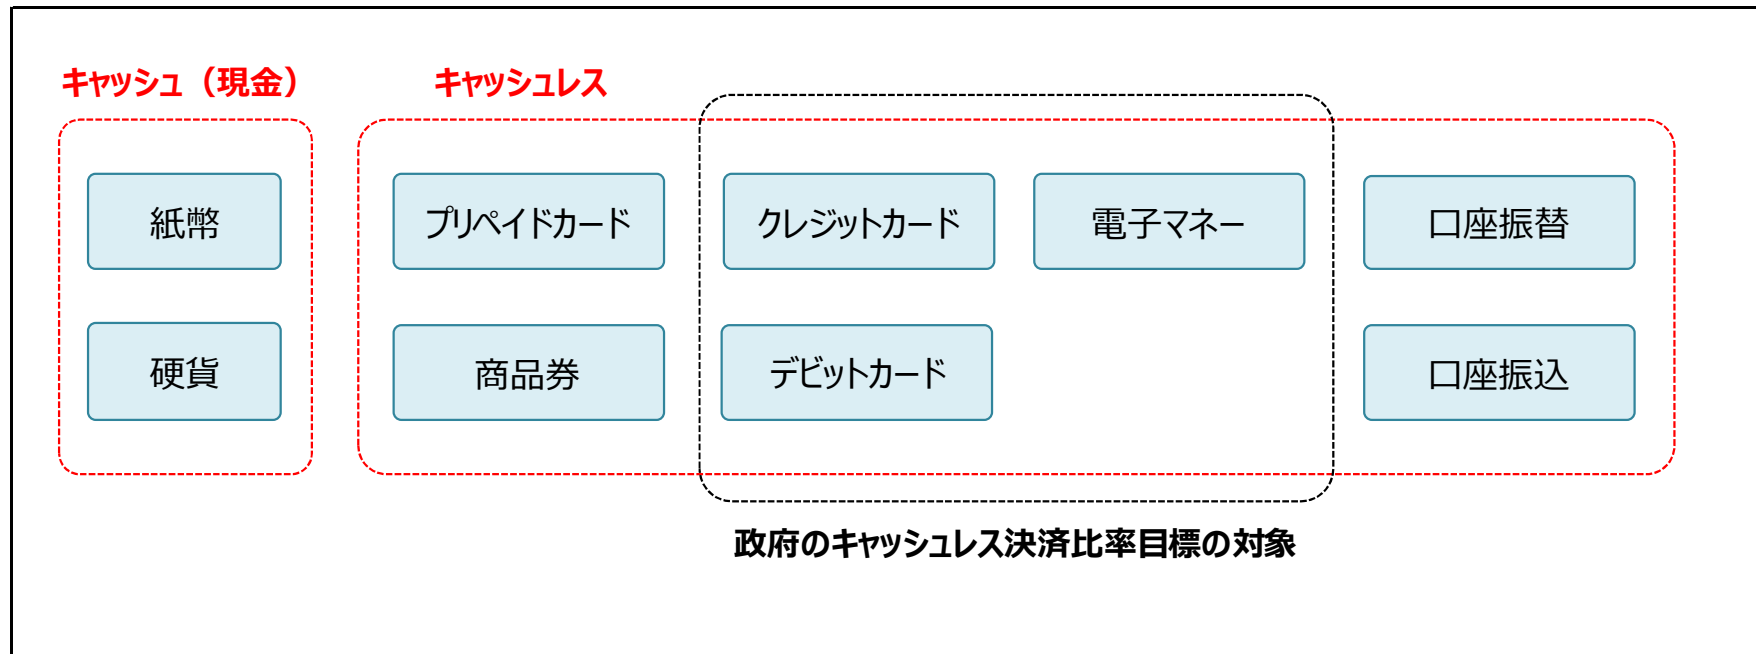 キャッシュ（現金）
キャッシュレス
紙幣
プリペイドカード
クレジットカード
電子マネー
口座振替
硬貨
商品券
デビットカード
口座振込
政府のキャッシュレス決済比率目標の対象